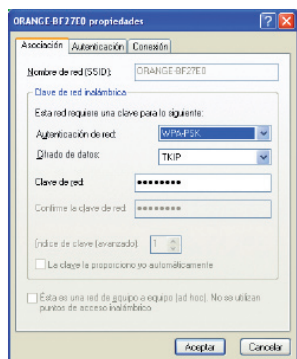 ORANGE-BF27E0 propiedades
Asociación Autenticación Conexión
Nombre de red (SSID): ORANGE-BF27E0
Clave de red inalámbrica
Esta red requiere una clave para lo siguiente:
Autenticación de red: WPA-PSK
Cifrado de datos: TKIP
Clave de red: ••••••••
Confirme la clave de red: ••••••••
Índice de clave (avanzado): 1
La clave la proporciono yo automáticamente
Ésta es una red de equipo a equipo (ad hoc). No se utilizan
puntos de acceso inalámbrico
Aceptar Cancelar